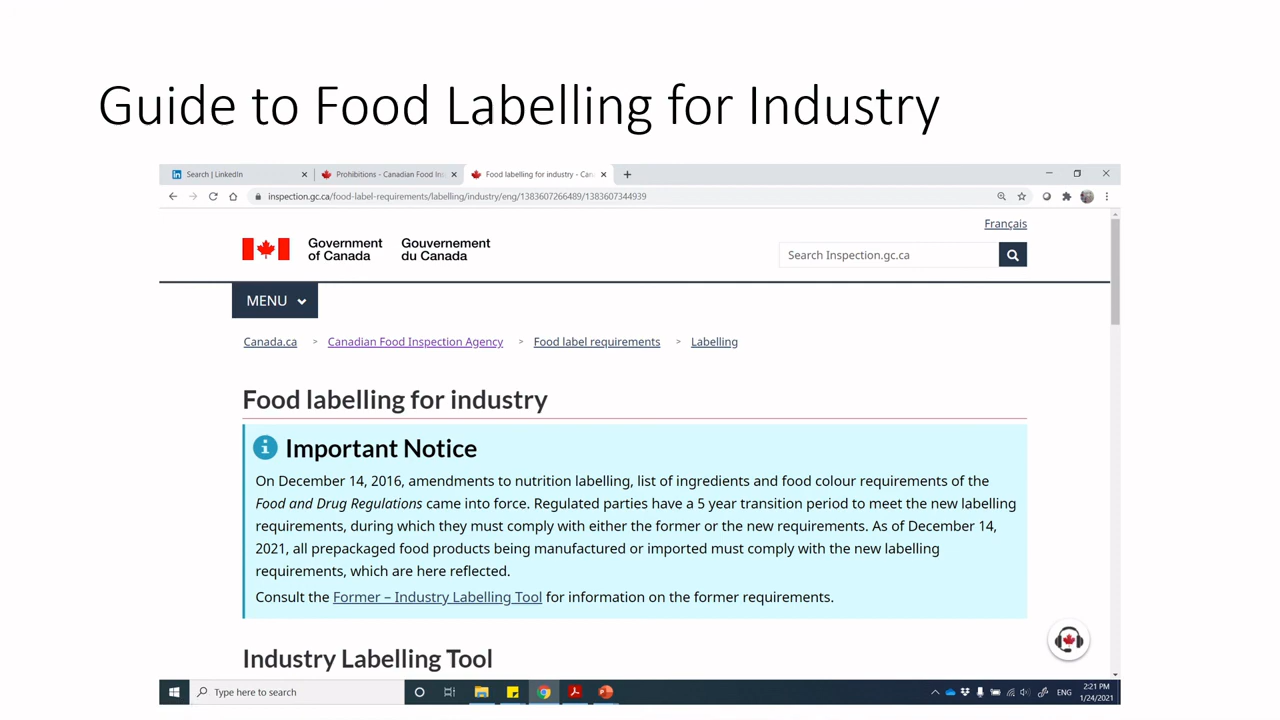 Guide to Food Labelling for Industry
Search | LinkedIn
Prohibitions - Canadian Food Ins
Food labelling for industry - Can
inspection.gc.ca/food-label-requirements/labelling/industry/eng/1383607266489/1383607344939
Français
Government of Canada
Gouvernement du Canada
Search Inspection.gc.ca
MENU
Canada.ca > Canadian Food Inspection Agency > Food label requirements > Labelling
Food labelling for industry
Important Notice
On December 14, 2016, amendments to nutrition labelling, list of ingredients and food colour requirements of the
Food and Drug Regulations came into force. Regulated parties have a 5 year transition period to meet the new labelling
requirements, during which they must comply with either the former or the new requirements. As of December 14,
2021, all prepackaged food products being manufactured or imported must comply with the new labelling
requirements, which are here reflected.
Consult the Former – Industry Labelling Tool for information on the former requirements.
Industry Labelling Tool
Type here to search
ENG
2:21 PM
1/24/2021